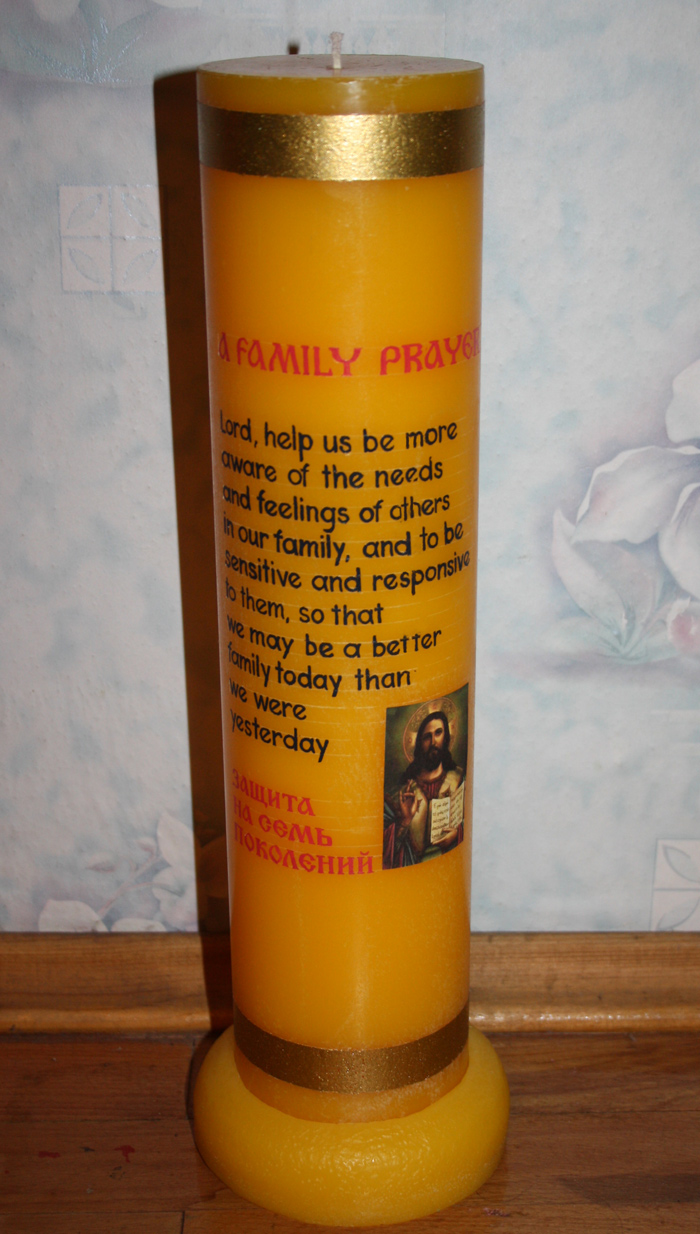 A FAMILY PRAYER
Lord, help us be more
aware of the needs
and feelings of others
in our family, and to be
sensitive and responsive
to them, so that
we may be a better
family today than
we were
yesterday
ЗАЩИТА
НА СЕМЬ
ПОКОЛЕНИЙ